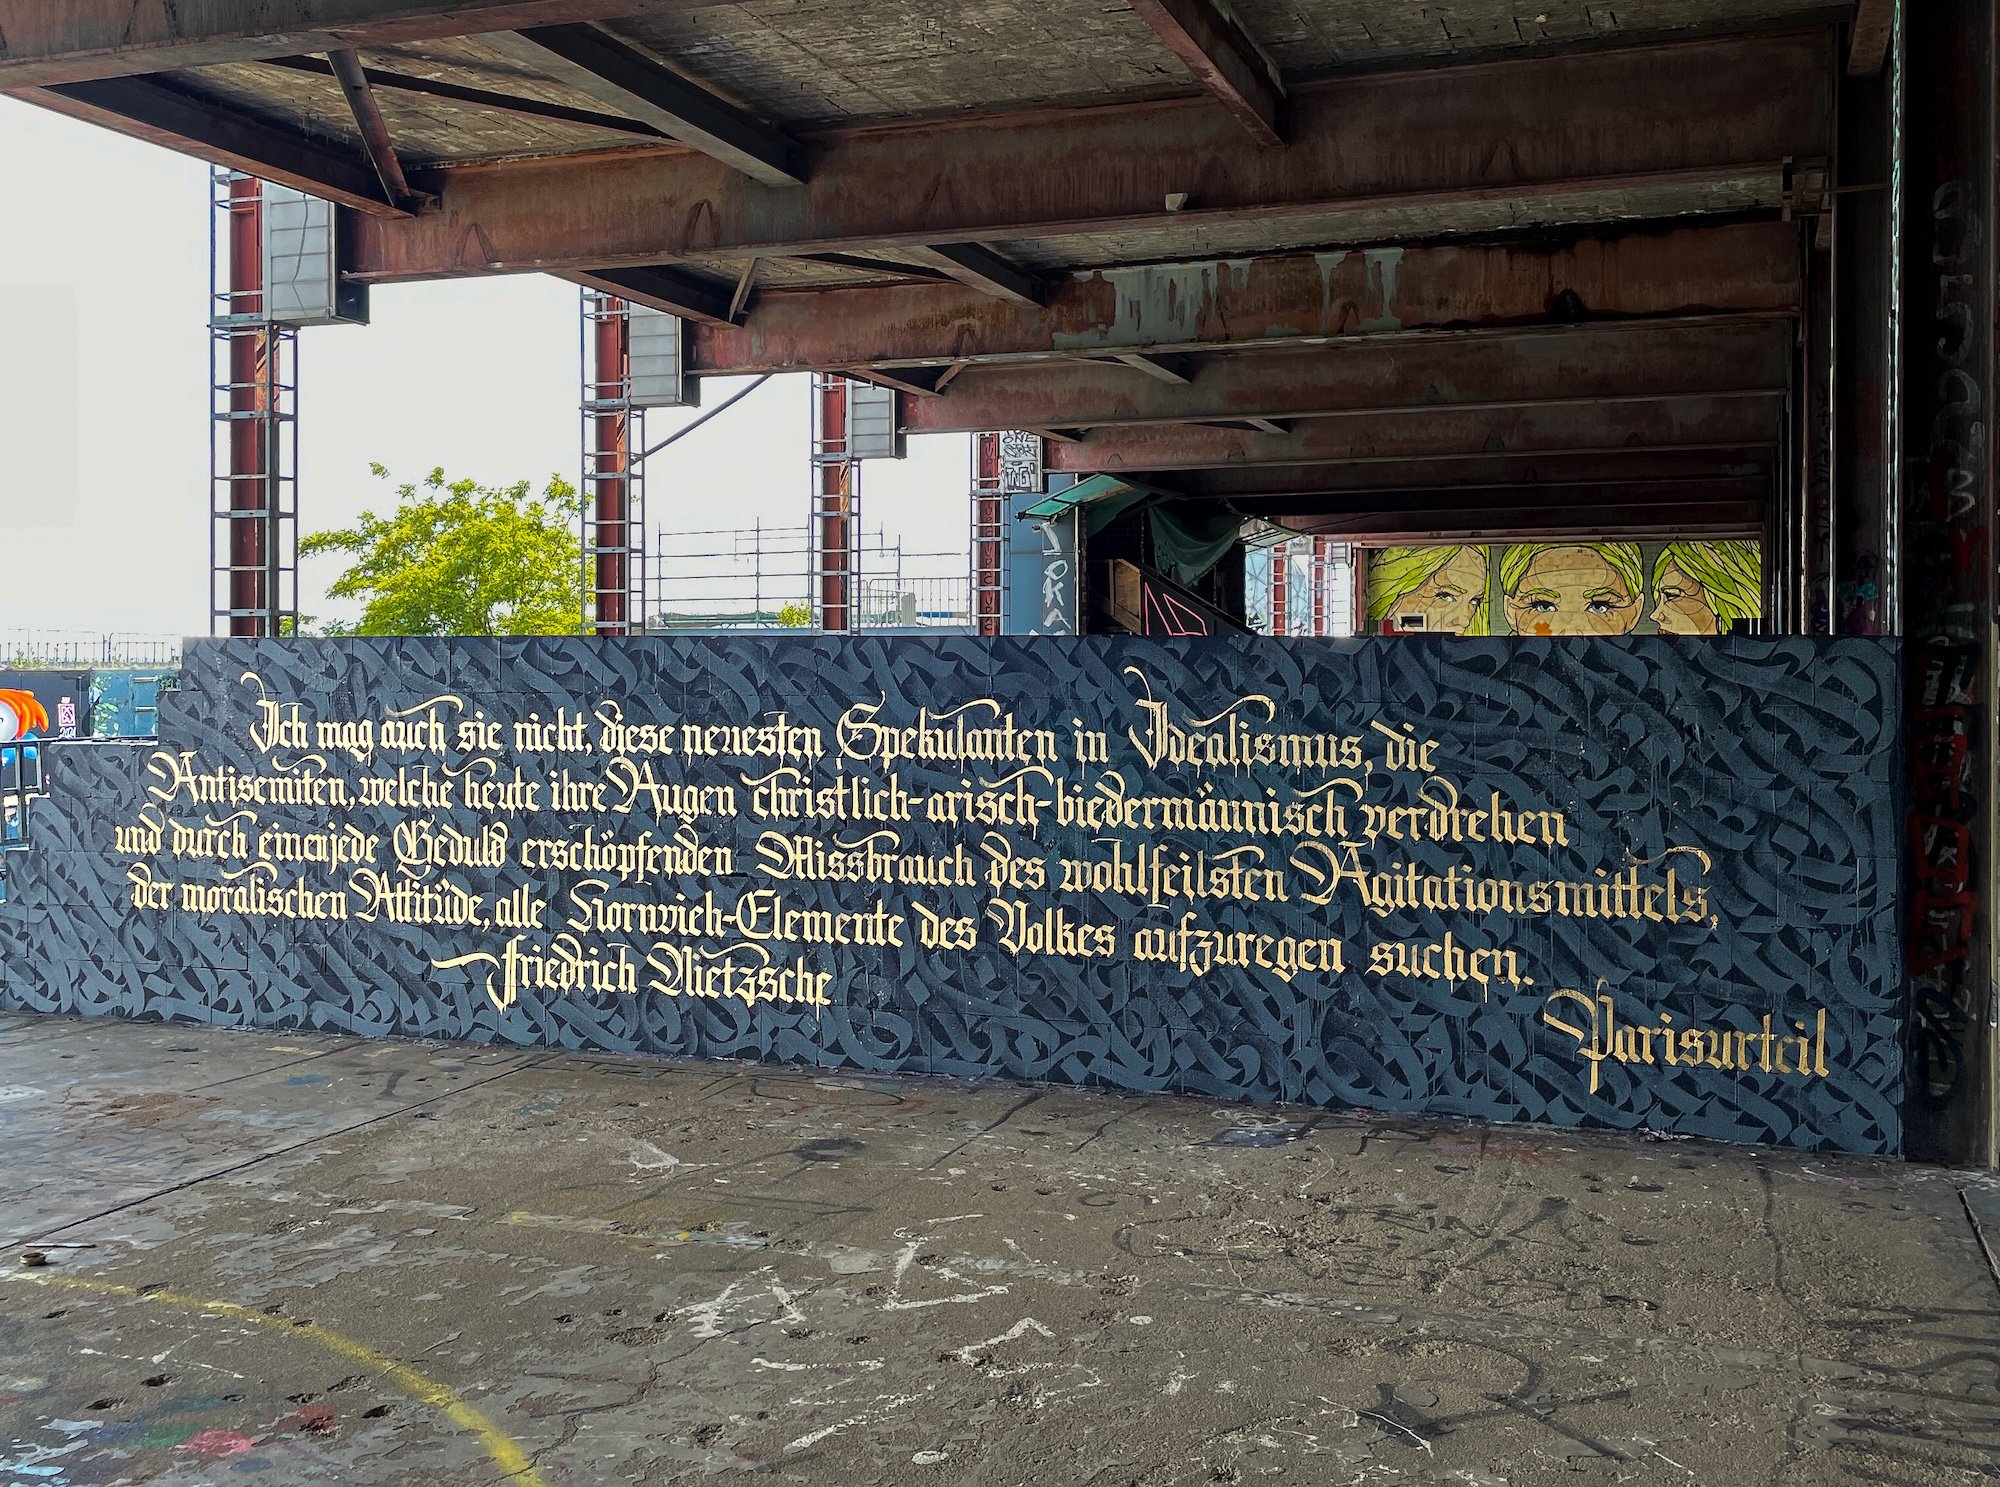 Ich mag auch sie nicht, diese neuesten Spekulanten in Idealismus, die
Antisemiten, welche heute ihre Augen christlich-arisch-biedermännisch verdrehen
und durch einenjede Geduld erschöpfenden Missbrauch des wohlfeilsten Agitationsmittels,
der moralischen Attitüde, alle Hornvieh-Elemente des Volkes aufzuregen suchen.
Friedrich Nietzsche
Parisurteil